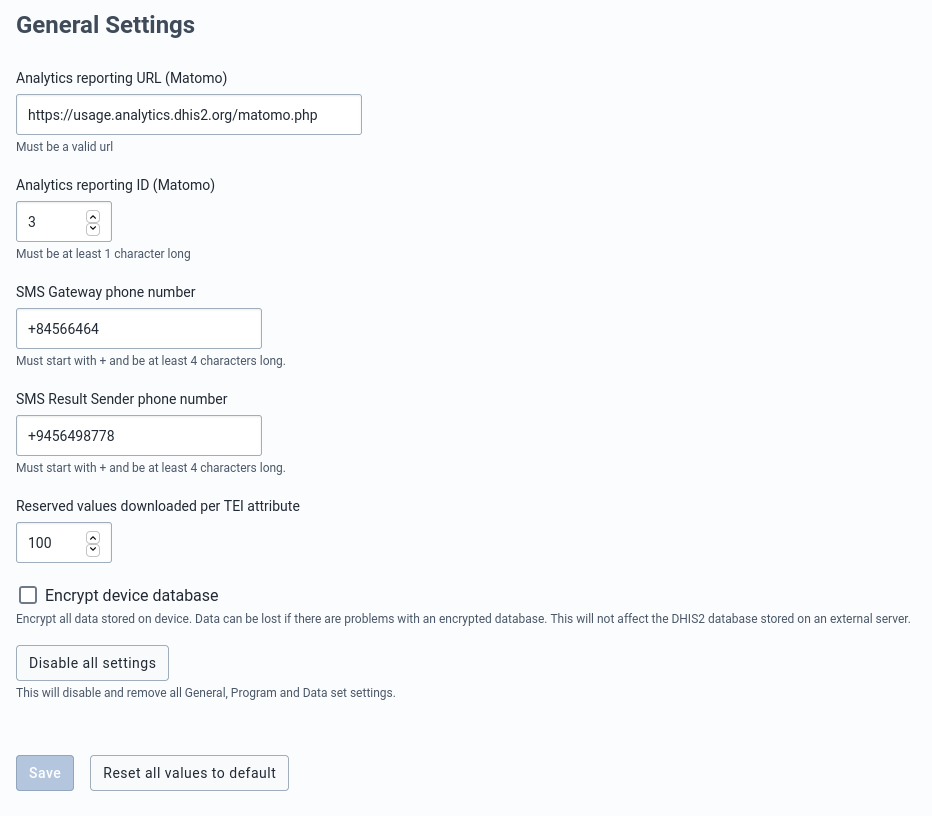 General Settings
Analytics reporting URL (Matomo)
https://usage.analytics.dhis2.org/matomo.php
Must be a valid url
Analytics reporting ID (Matomo)
3
Must be at least 1 character long
SMS Gateway phone number
+84566464
Must start with + and be at least 4 characters long.
SMS Result Sender phone number
+9456498778
Must start with + and be at least 4 characters long.
Reserved values downloaded per TEI attribute
100
Encrypt device database
Encrypt all data stored on device. Data can be lost if there are problems with an encrypted database. This will not affect the DHIS2 database stored on an external server.
Disable all settings
This will disable and remove all General, Program and Data set settings.
Save
Reset all values to default